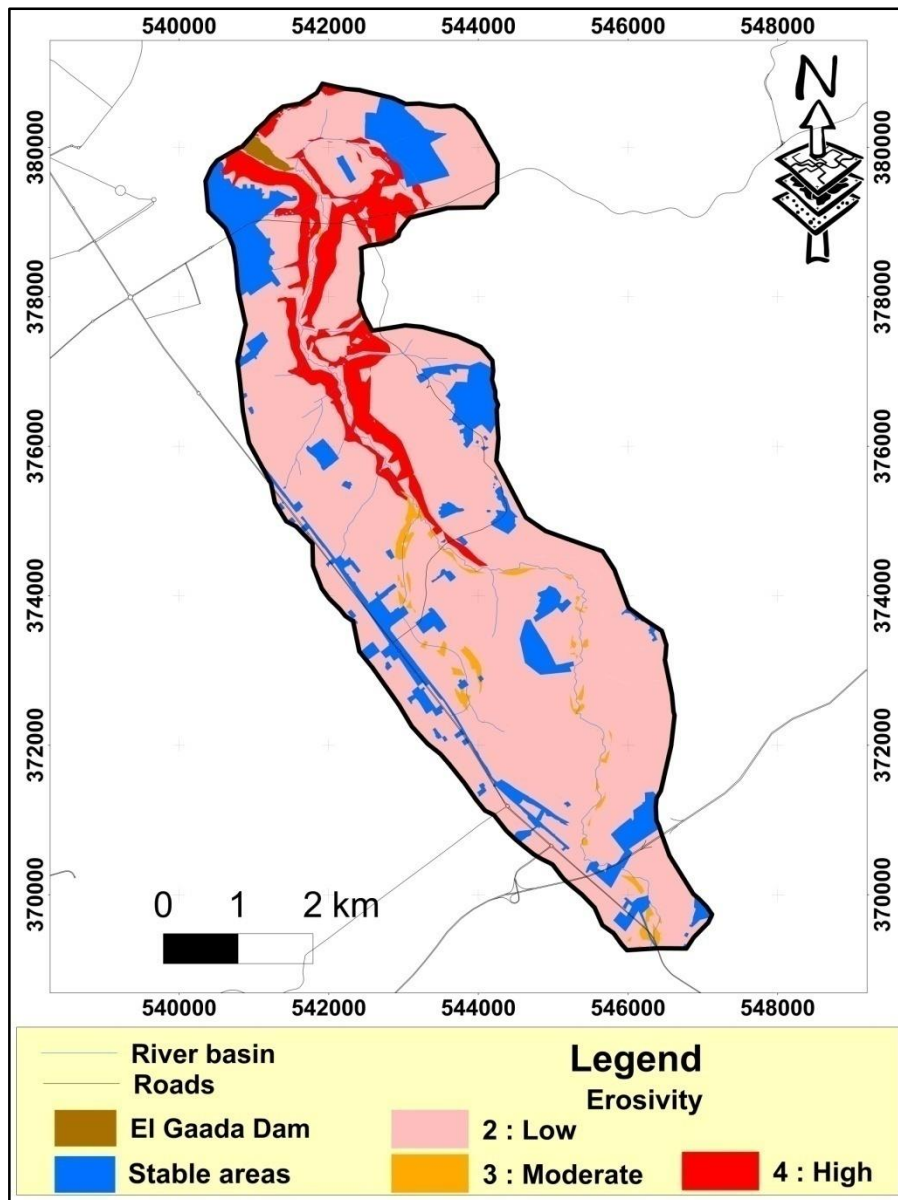 540000 542000 544000 546000 548000
N
380000 380000
378000 378000
376000 376000
374000 374000
372000 372000
370000 370000
0 1 2 km
540000 542000 544000 546000 548000
River basin
Legend
Roads
Erosivity
El Gaada Dam
2 : Low
Stable areas
3 : Moderate
4 : High